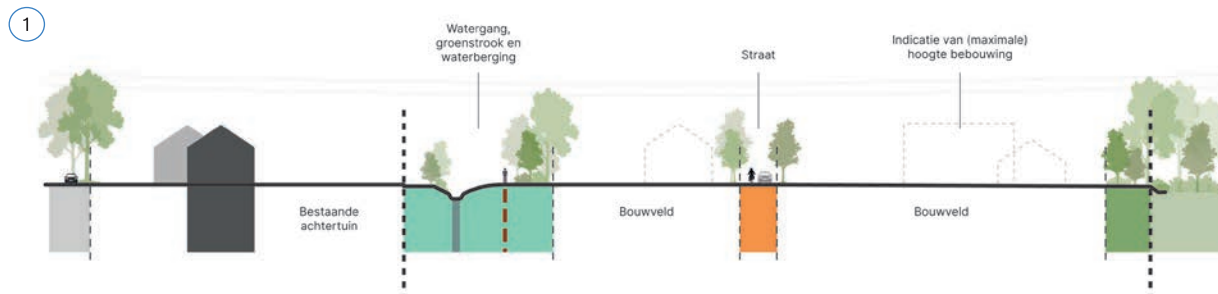 1
Watergang,
groenstrook en
waterberging
Straat
Indicatie van (maximale)
hoogte bebouwing
Bestaande
achtertuin
Bouwveld
Bouwveld